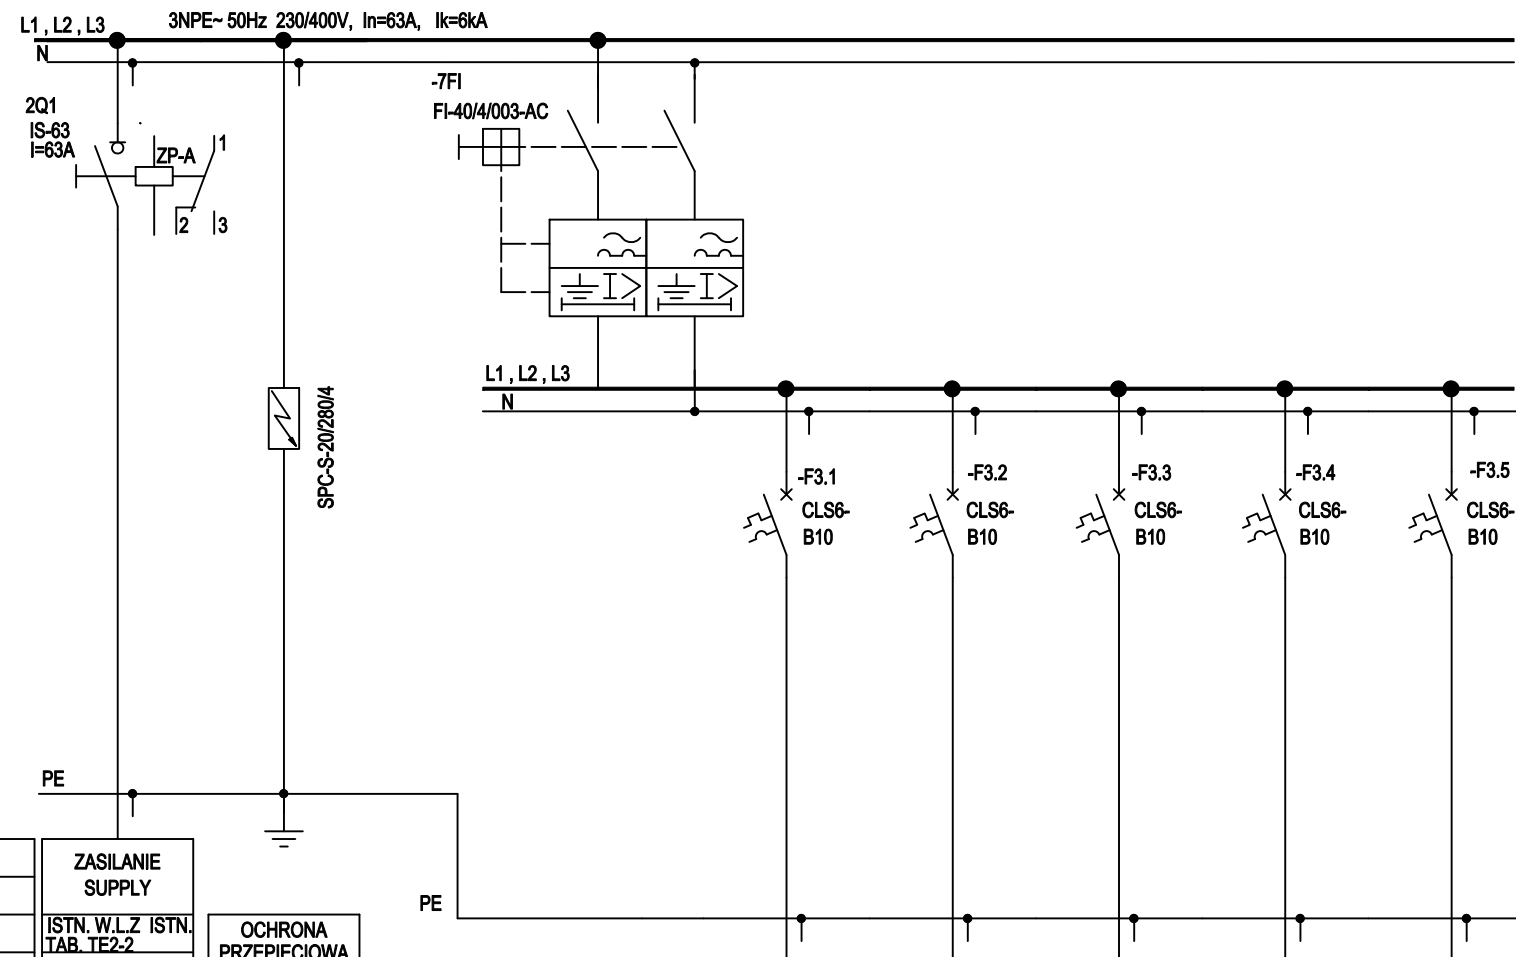 L1 , L2 , L3
3NPE~ 50Hz 230/400V, In=63A, Ik=6kA
N
-7FI
FI-40/4/003-AC
2Q1
IS-63
I=63A
ZP-A
1
2
3
L1 , L2 , L3
N
SPC-S-20/280/4
-F3.1
CLS6-
B10
-F3.2
CLS6-
B10
-F3.3
CLS6-
B10
-F3.4
CLS6-
B10
-F3.5
CLS6-
B10
PE
PE
ZASILANIE
SUPPLY
ISTN. W.L.Z ISTN.
TAB. TE2-2
OCHRONA
PRZEPIĘCIOWA